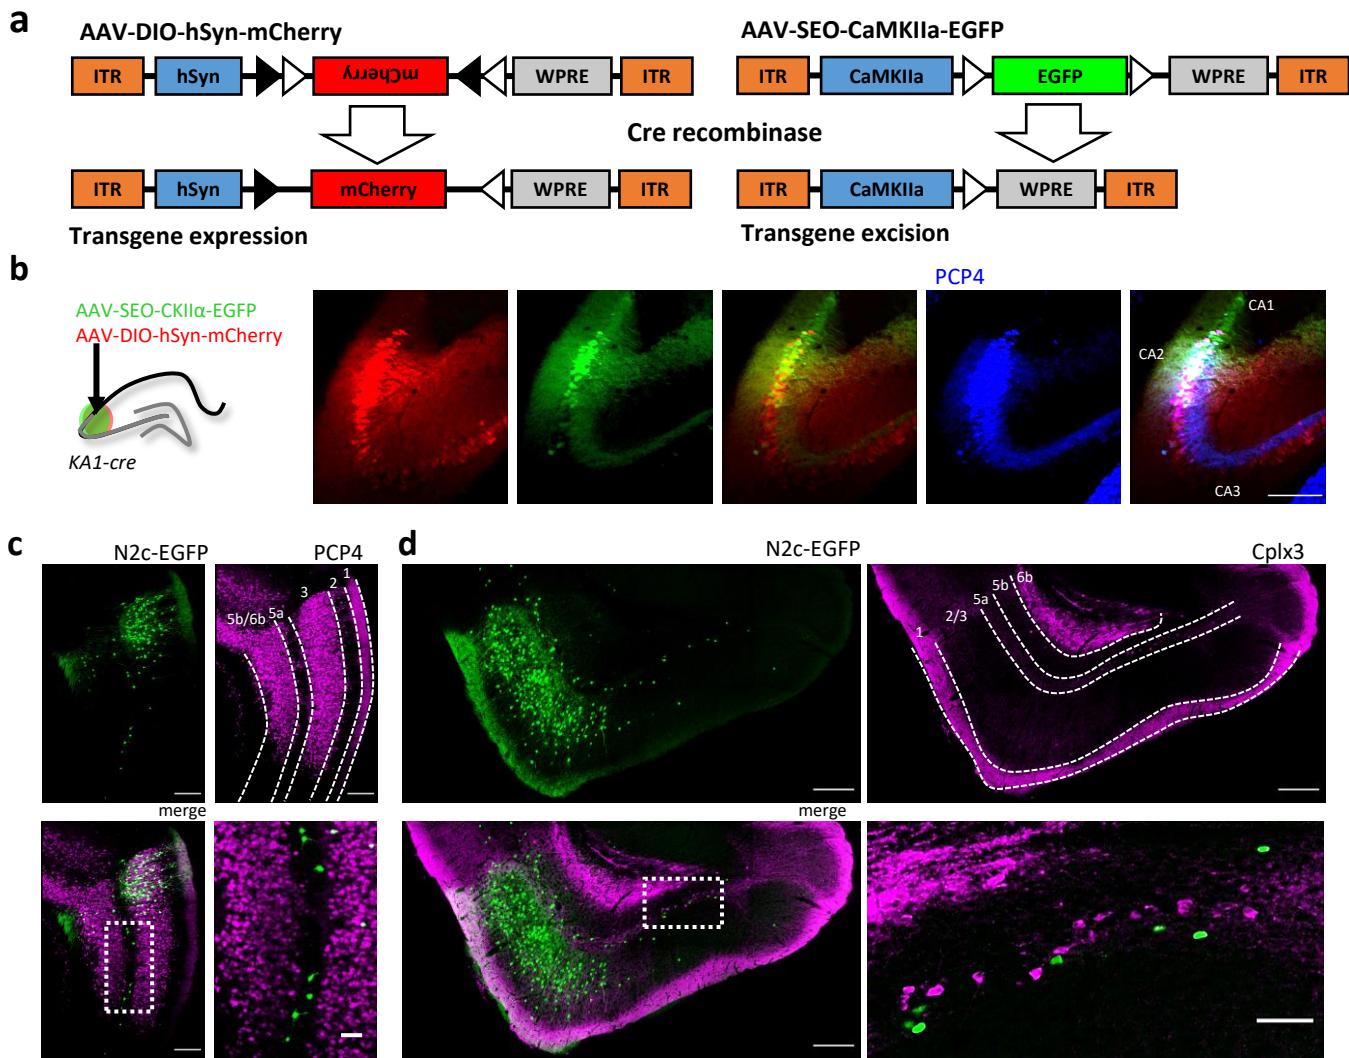 a
AAV-DIO-hSyn-mCherry
AAV-SEO-CaMKIIa-EGFP
ITR hSyn mCherry WPRE ITR
ITR CaMKIIa EGFP WPRE ITR
Cre recombinase
ITR hSyn mCherry WPRE ITR
ITR CaMKIIa WPRE ITR
Transgene expression
Transgene excision
b
PCP4
AAV-SEO-CKIIα-EGFP
AAV-DIO-hSyn-mCherry
KA1-cre
CA1
CA2
CA3
c
N2c-EGFP
PCP4
5b/6b 5a 3 2 1
merge
d
N2c-EGFP
Cplx3
1 2/3 5a 5b 6b
merge